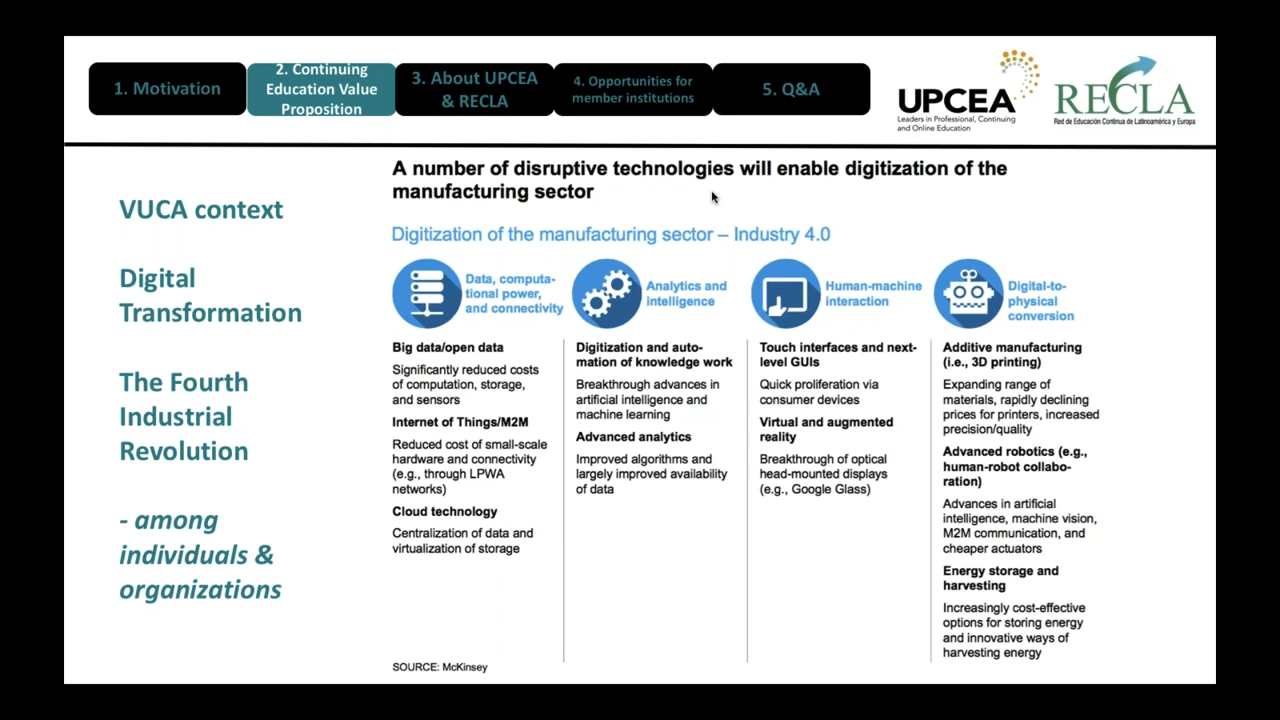 1. Motivation
2. Continuing
Education Value
Proposition
3. About UPCEA
& RECLA
4. Opportunities for
member institutions
5. Q&A
UPCEA
Leaders in Professional, Continuing
and Online Education
RECLA
Red de Educación Continua de Latinoamérica y Europa
VUCA context
Digital
Transformation
The Fourth
Industrial
Revolution
- among
individuals &
organizations
A number of disruptive technologies will enable digitization of the
manufacturing sector
Digitization of the manufacturing sector – Industry 4.0
Data, computa-
tional power,
and connectivity
Big data/open data
Significantly reduced costs
of computation, storage,
and sensors
Internet of Things/M2M
Reduced cost of small-scale
hardware and connectivity
(e.g., through LPWA
networks)
Cloud technology
Centralization of data and
virtualization of storage
Analytics and
intelligence
Digitization and auto-
mation of knowledge work
Breakthrough advances in
artificial intelligence and
machine learning
Advanced analytics
Improved algorithms and
largely improved availability
of data
Human-machine
interaction
Touch interfaces and next-
level GUIs
Quick proliferation via
consumer devices
Virtual and augmented
reality
Breakthrough of optical
head-mounted displays
(e.g., Google Glass)
Digital-to-
physical
conversion
Additive manufacturing
(i.e., 3D printing)
Expanding range of
materials, rapidly declining
prices for printers, increased
precision/quality
Advanced robotics (e.g.,
human-robot collabo-
ration)
Advances in artificial
intelligence, machine vision,
M2M communication, and
cheaper actuators
Energy storage and
harvesting
Increasingly cost-effective
options for storing energy
and innovative ways of
harvesting energy
SOURCE: McKinsey